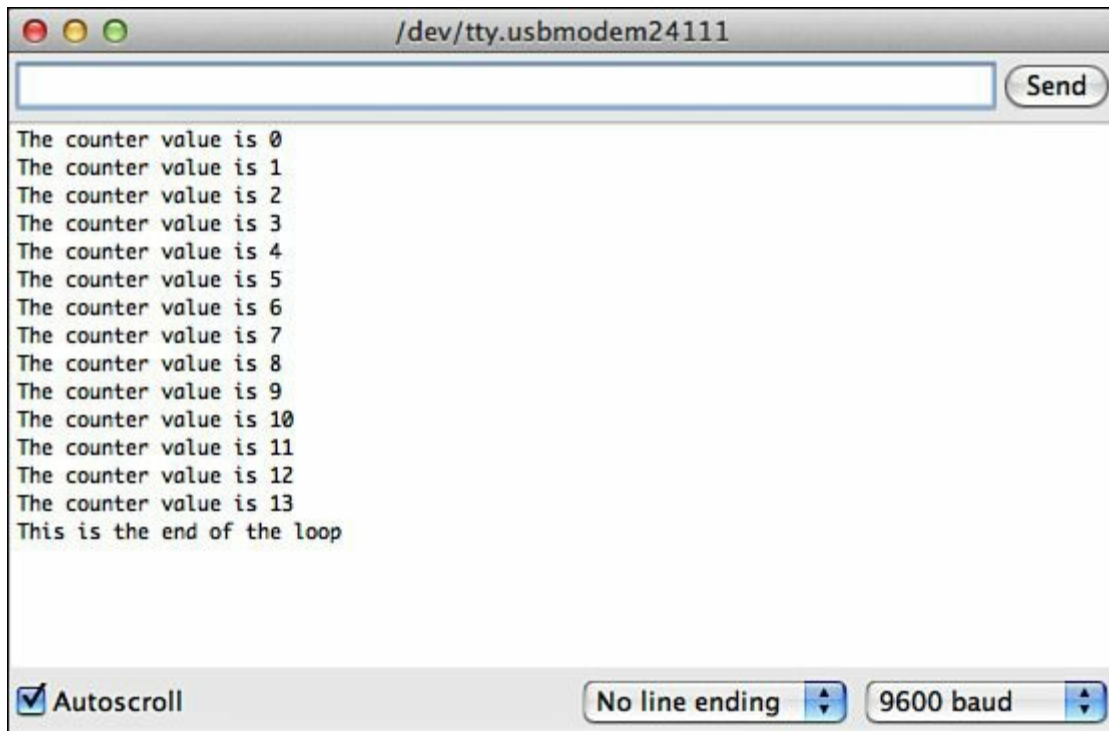 /dev/tty.usbmodem24111
Send
The counter value is 0
The counter value is 1
The counter value is 2
The counter value is 3
The counter value is 4
The counter value is 5
The counter value is 6
The counter value is 7
The counter value is 8
The counter value is 9
The counter value is 10
The counter value is 11
The counter value is 12
The counter value is 13
This is the end of the loop
Autoscroll
No line ending
9600 baud